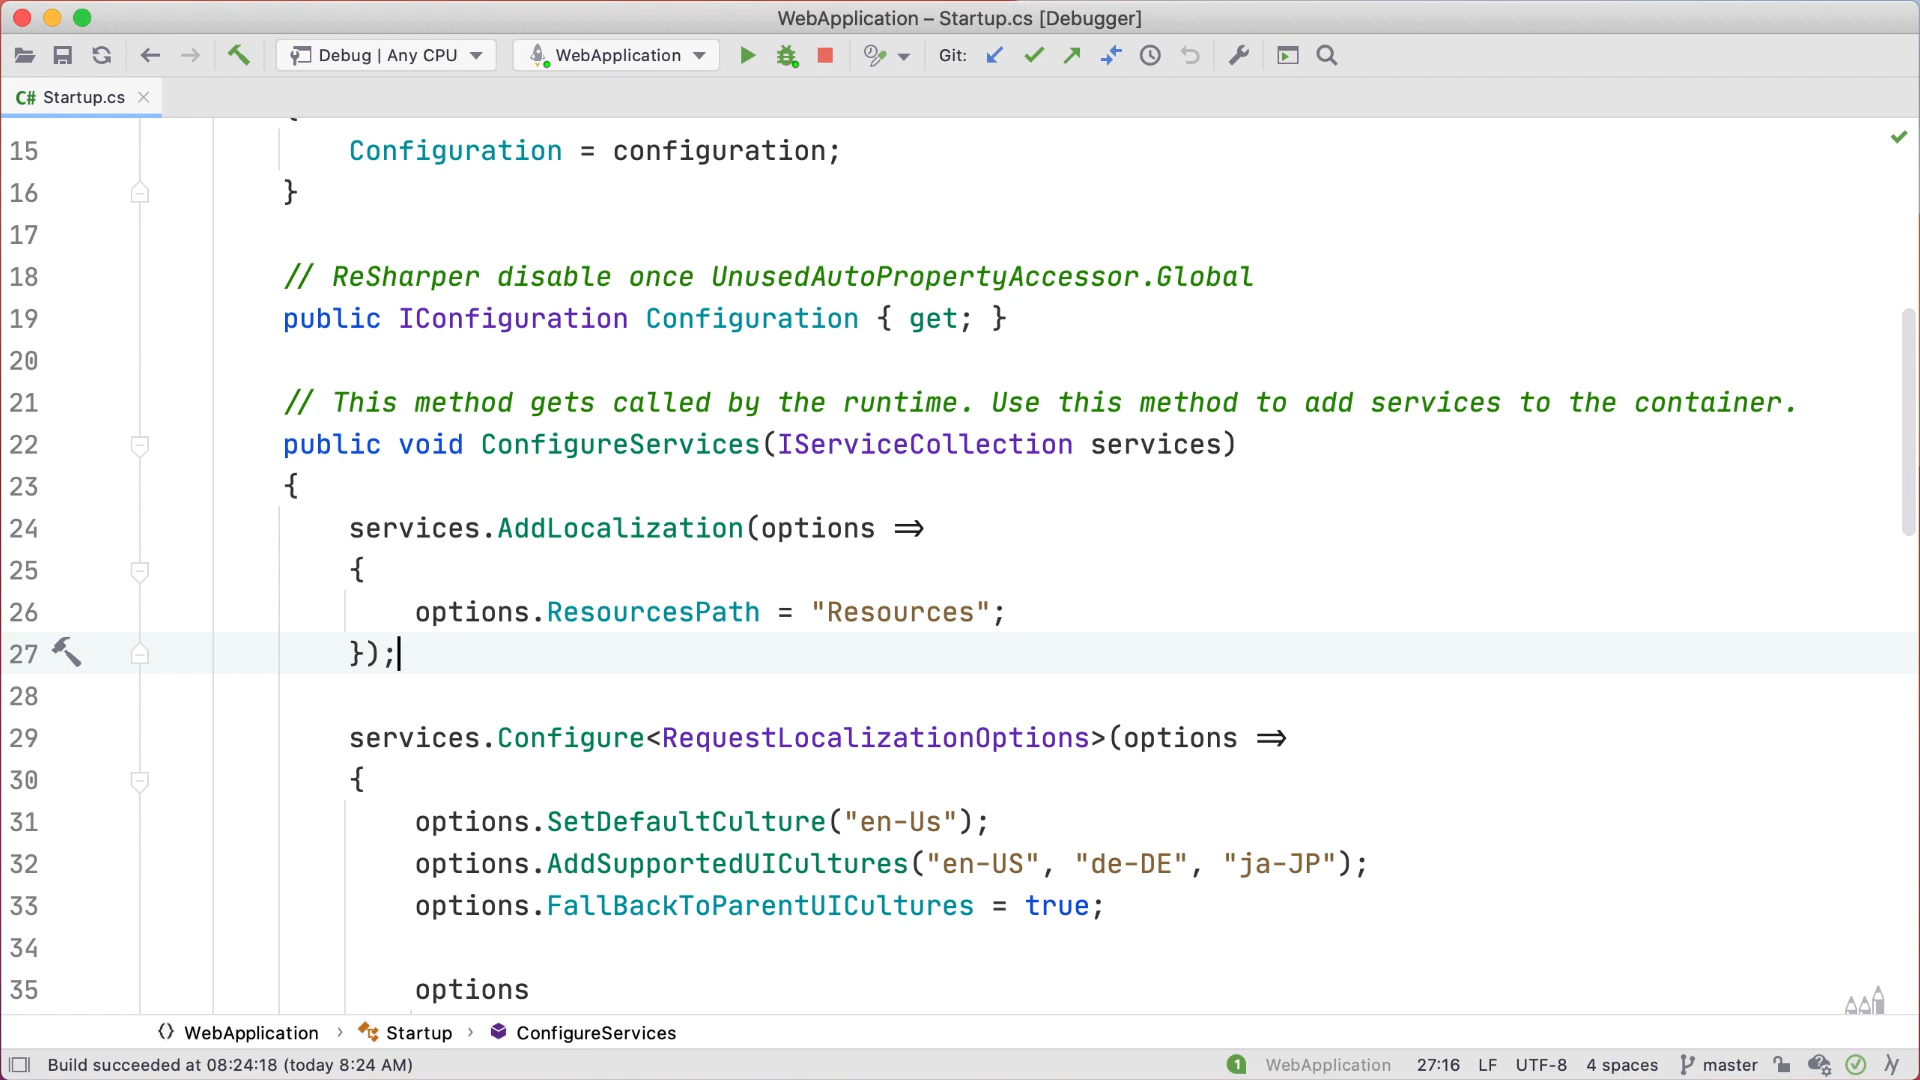 WebApplication – Startup.cs [Debugger]
Debug | Any CPU WebApplication Git:
C# Startup.cs
{
15 Configuration = configuration;
16 }
17
18 // ReSharper disable once UnusedAutoPropertyAccessor.Global
19 public IConfiguration Configuration { get; }
20
21 // This method gets called by the runtime. Use this method to add services to the container.
22 public void ConfigureServices(IServiceCollection services)
23 {
24 services.AddLocalization(options =>
25 {
26 options.ResourcesPath = "Resources";
27 });
28
29 services.Configure<RequestLocalizationOptions>(options =>
30 {
31 options.SetDefaultCulture("en-Us");
32 options.AddSupportedUICultures("en-US", "de-DE", "ja-JP");
33 options.FallBackToParentUICultures = true;
34
35 options
WebApplication › Startup › ConfigureServices
Build succeeded at 08:24:18 (today 8:24 AM) 1 WebApplication 27:16 LF UTF-8 4 spaces master